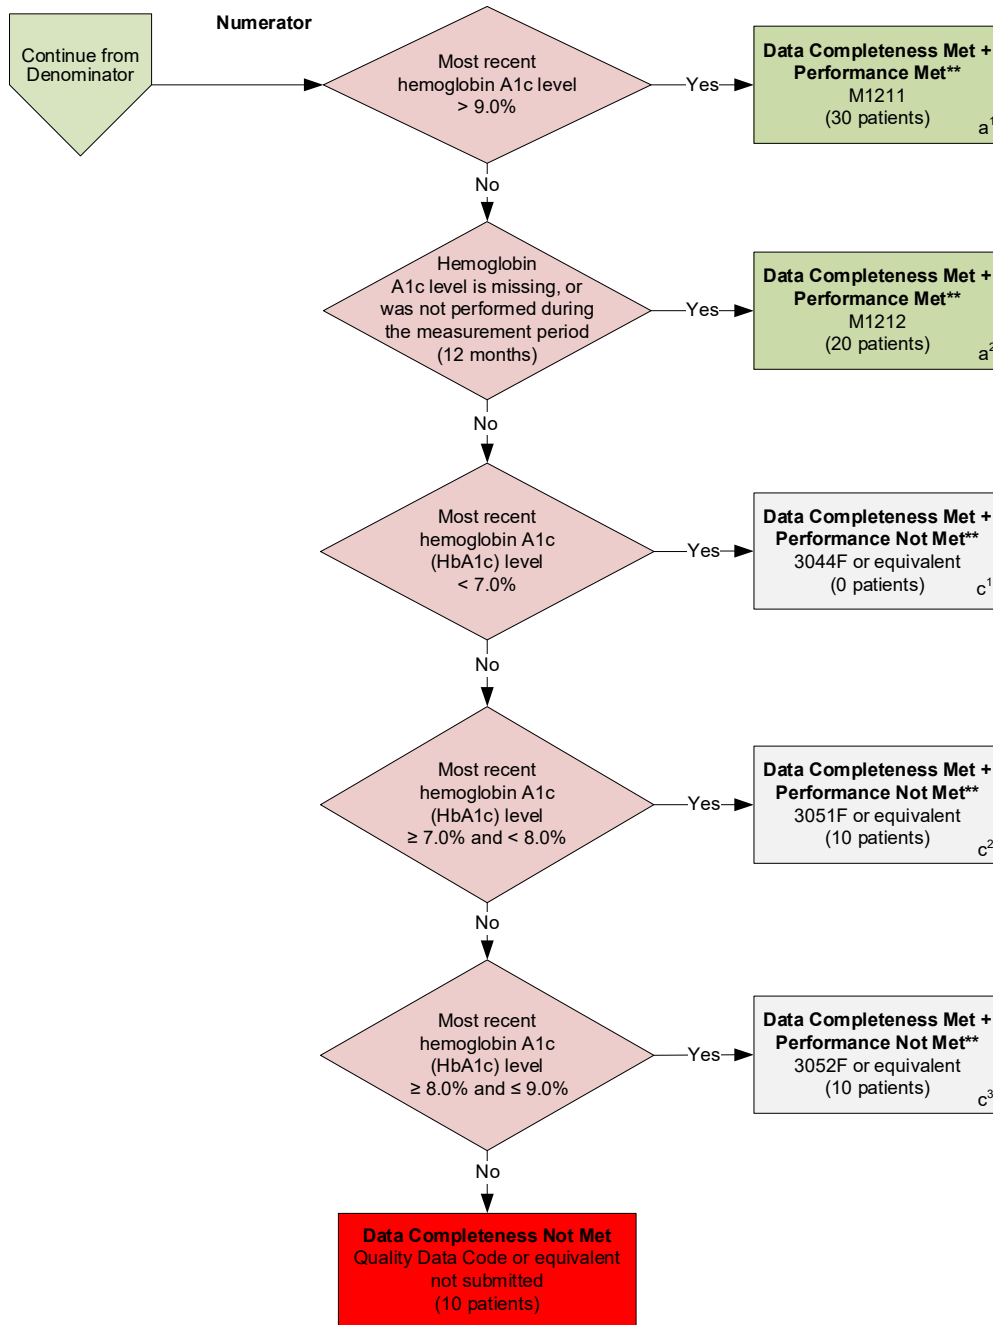 Numerator
Continue from
Denominator
Most recent
hemoglobin A1c level
> 9.0%
Yes
Data Completeness Met +
Performance Met**
M1211
(30 patients)
a¹
No
Hemoglobin
A1c level is missing, or
was not performed during
the measurement period
(12 months)
Yes
Data Completeness Met +
Performance Met**
M1212
(20 patients)
a²
No
Most recent
hemoglobin A1c
(HbA1c) level
< 7.0%
Yes
Data Completeness Met +
Performance Not Met**
3044F or equivalent
(0 patients)
c¹
No
Most recent
hemoglobin A1c
(HbA1c) level
≥ 7.0% and < 8.0%
Yes
Data Completeness Met +
Performance Not Met**
3051F or equivalent
(10 patients)
c²
No
Most recent
hemoglobin A1c
(HbA1c) level
≥ 8.0% and ≤ 9.0%
Yes
Data Completeness Met +
Performance Not Met**
3052F or equivalent
(10 patients)
c³
No
Data Completeness Not Met
Quality Data Code or equivalent
not submitted
(10 patients)